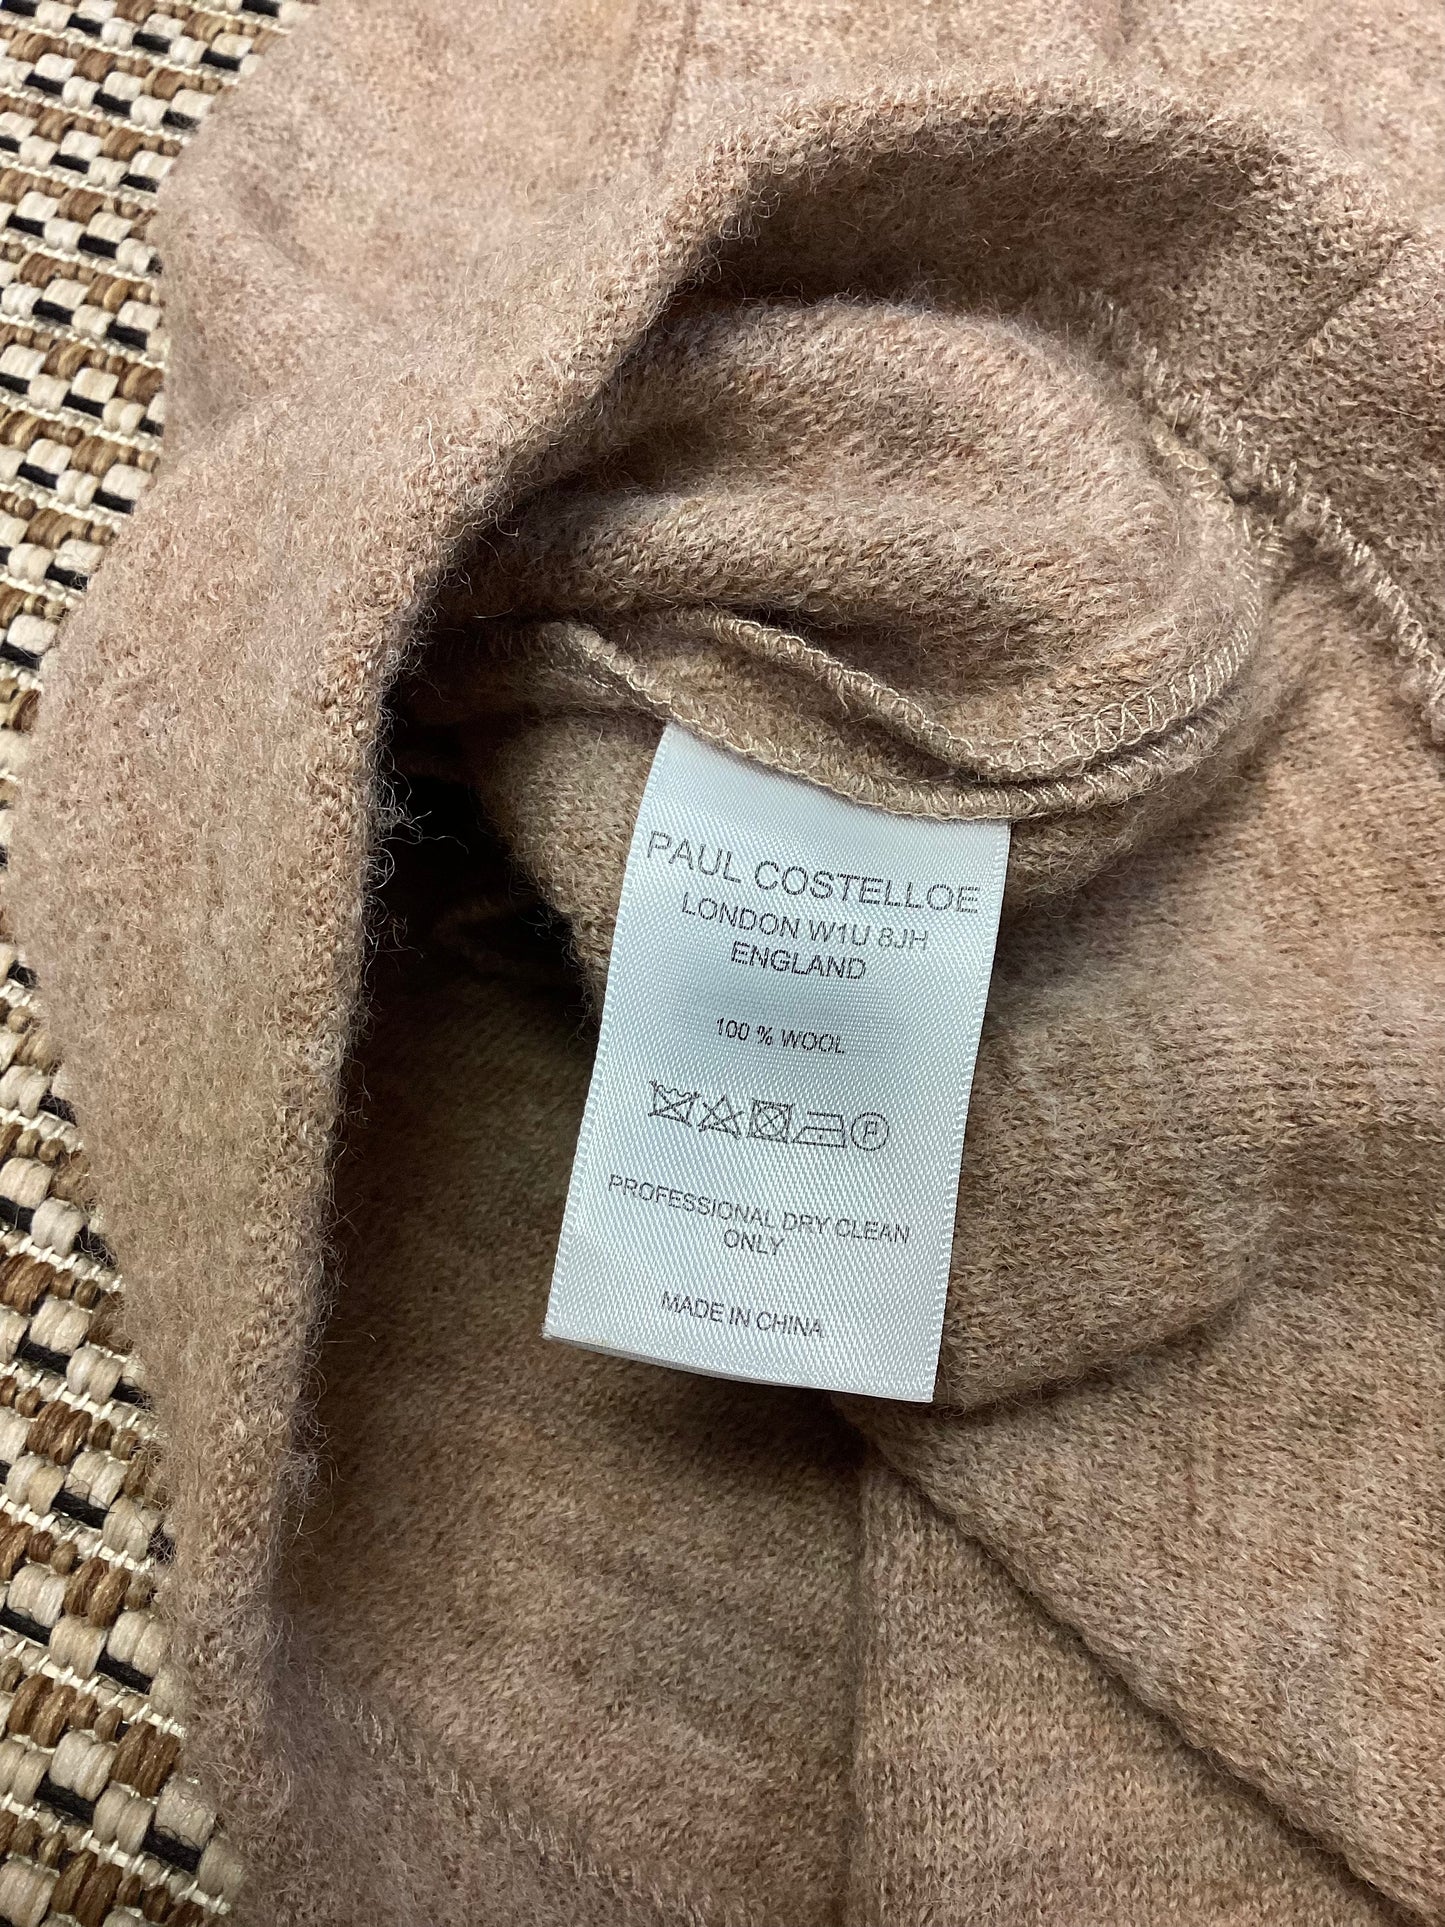 PAUL COSTELLOE
LONDON W1U 8JH
ENGLAND
100 % WOOL
P
PROFESSIONAL DRY CLEAN
ONLY
MADE IN CHINA